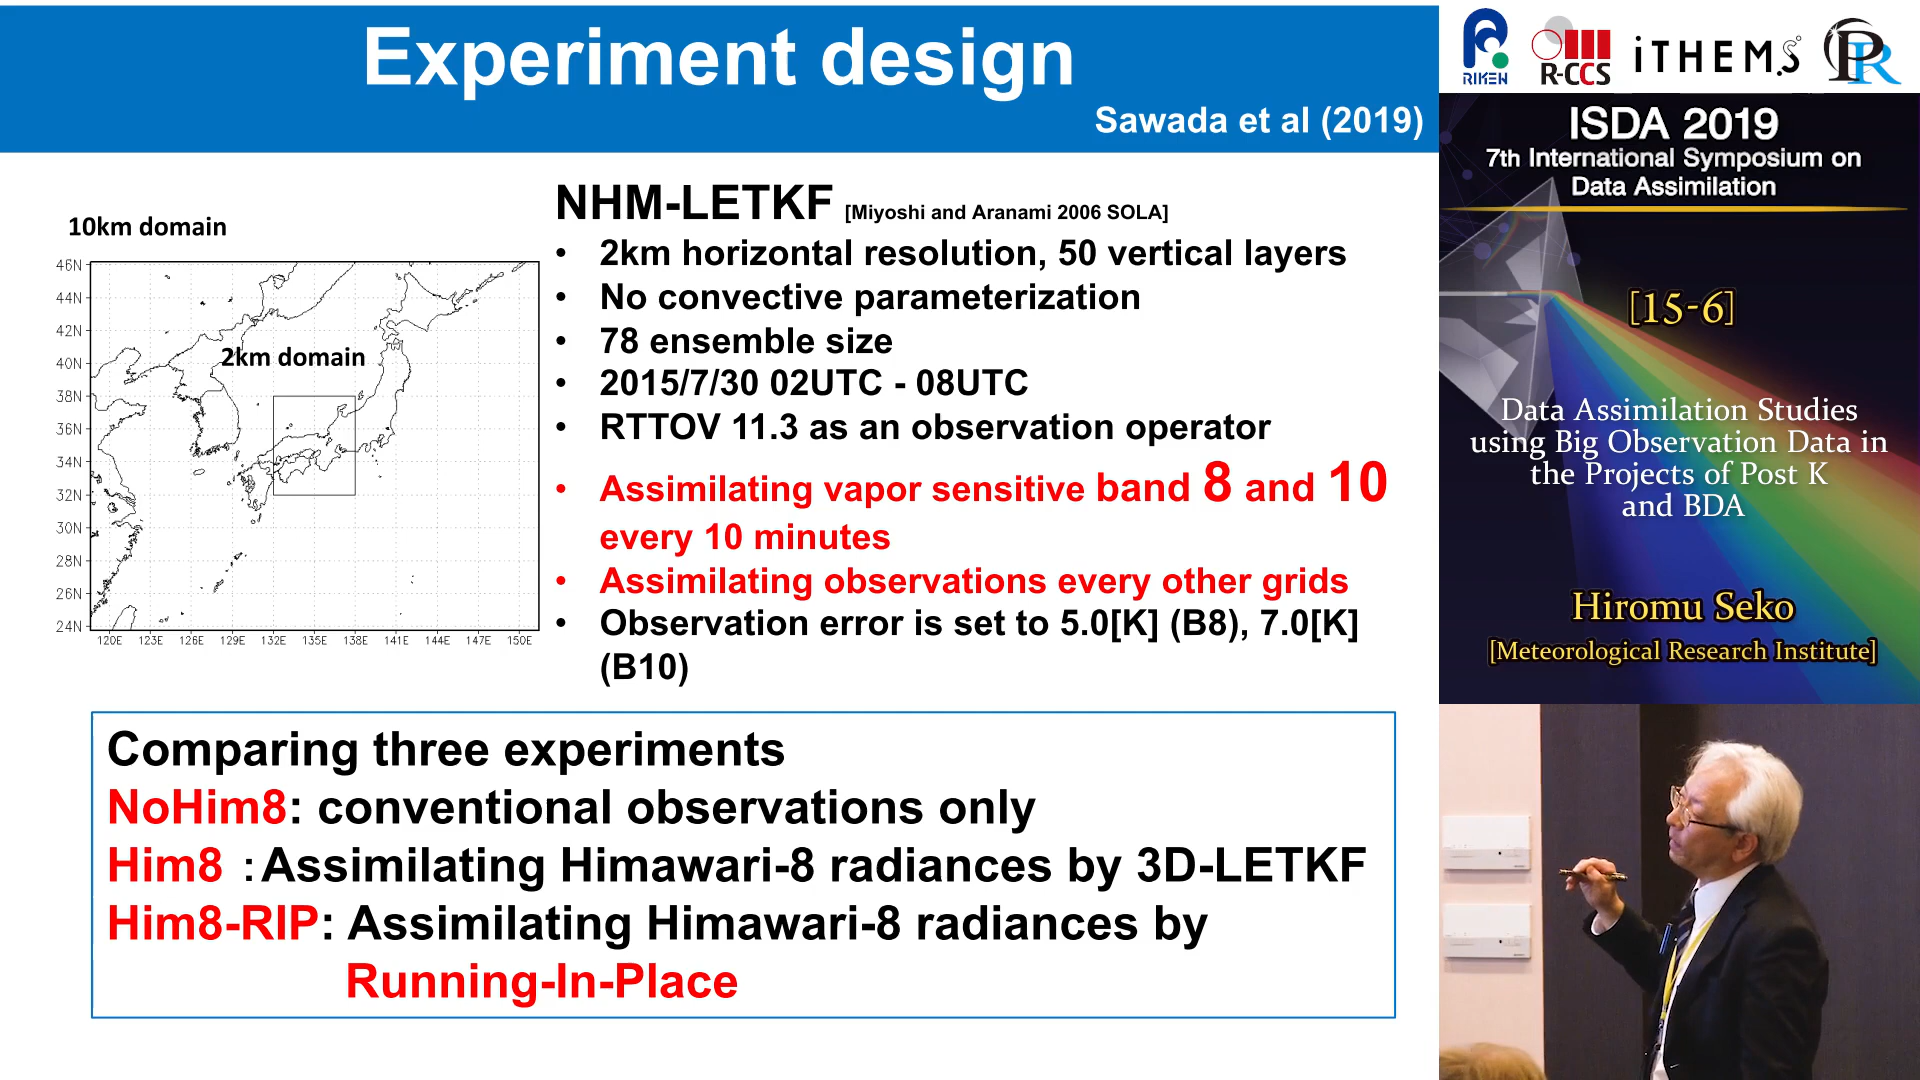 Experiment design
Sawada et al (2019)
10km domain
46N
44N
42N
40N
38N
36N
34N
32N
30N
28N
26N
24N
2km domain
120E 123E 126E 129E 132E 135E 138E 141E 144E 147E 150E
NHM-LETKF [Miyoshi and Aranami 2006 SOLA]
• 2km horizontal resolution, 50 vertical layers
• No convective parameterization
• 78 ensemble size
• 2015/7/30 02UTC - 08UTC
• RTTOV 11.3 as an observation operator
• Assimilating vapor sensitive band 8 and 10
every 10 minutes
• Assimilating observations every other grids
• Observation error is set to 5.0[K] (B8), 7.0[K]
(B10)
Comparing three experiments
NoHim8: conventional observations only
Him8 : Assimilating Himawari-8 radiances by 3D-LETKF
Him8-RIP: Assimilating Himawari-8 radiances by
Running-In-Place
RIKEN
R-CCS
iTHEMS
PR
ISDA 2019
7th International Symposium on
Data Assimilation
[15-6]
Data Assimilation Studies
using Big Observation Data in
the Projects of Post K
and BDA
Hiromu Seko
[Meteorological Research Institute]